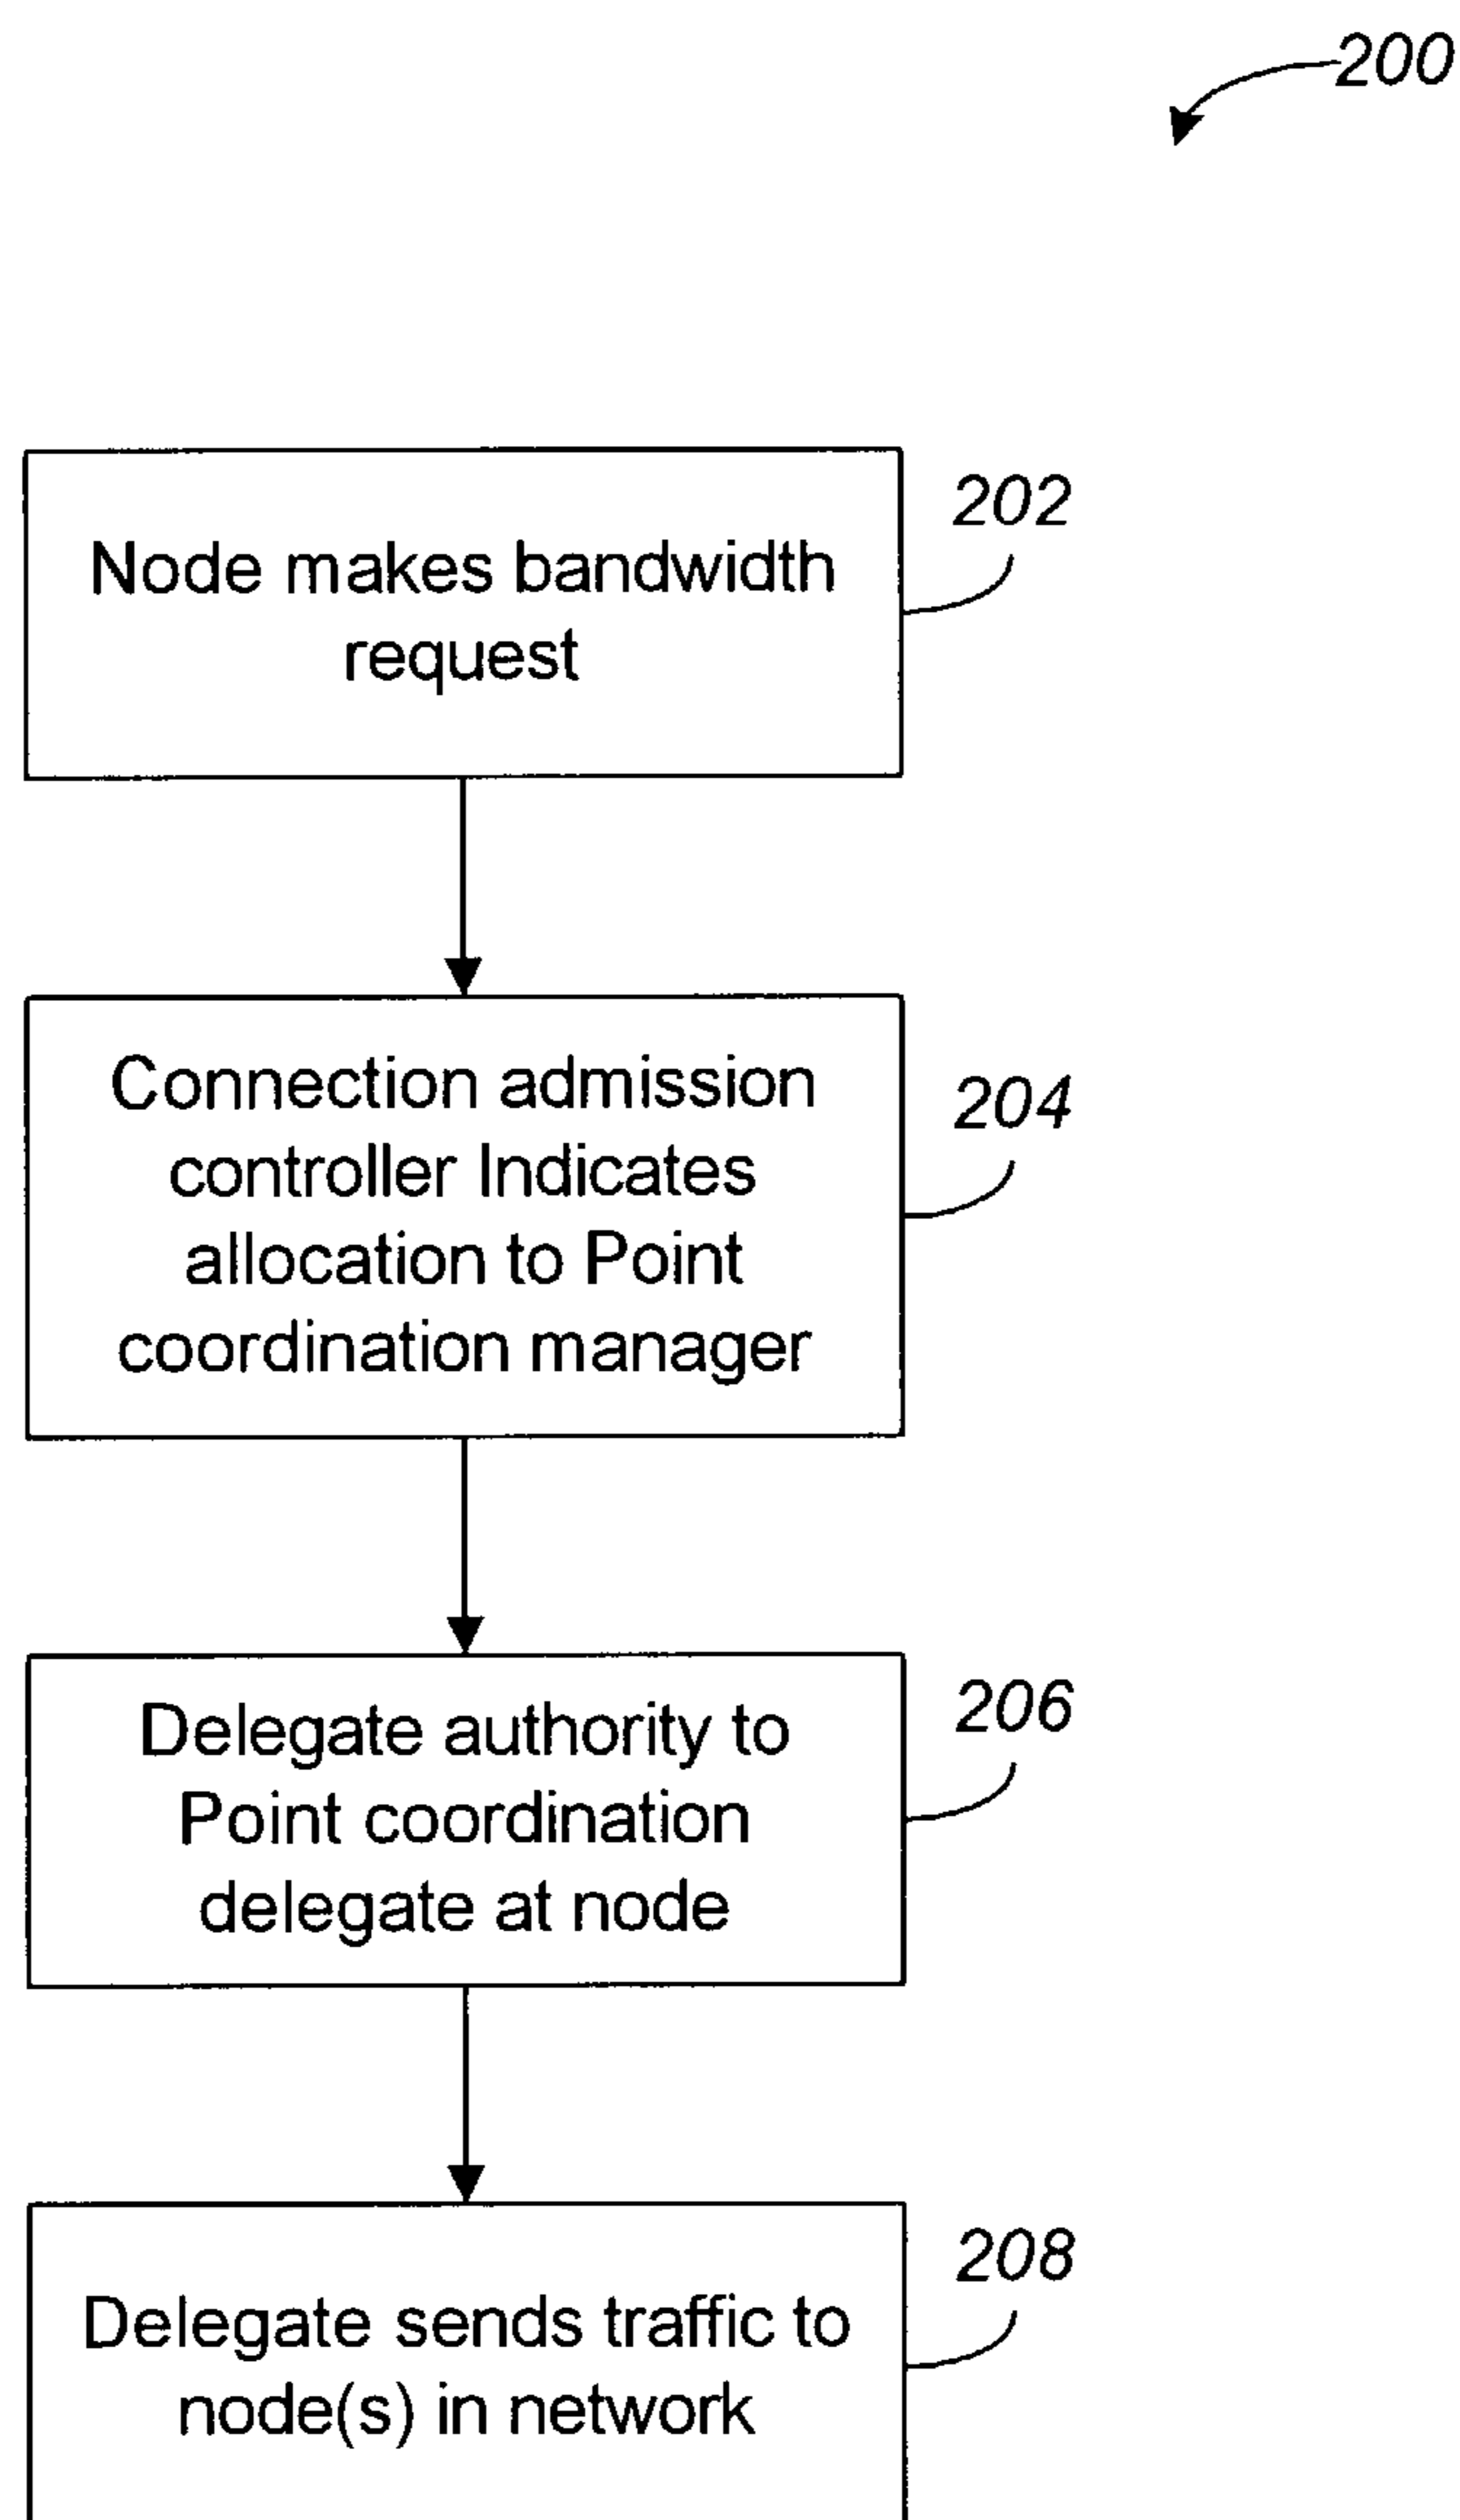 200
Node makes bandwidth
request
202
Connection admission
controller Indicates
allocation to Point
coordination manager
204
Delegate authority to
Point coordination
delegate at node
206
Delegate sends traffic to
node(s) in network
208